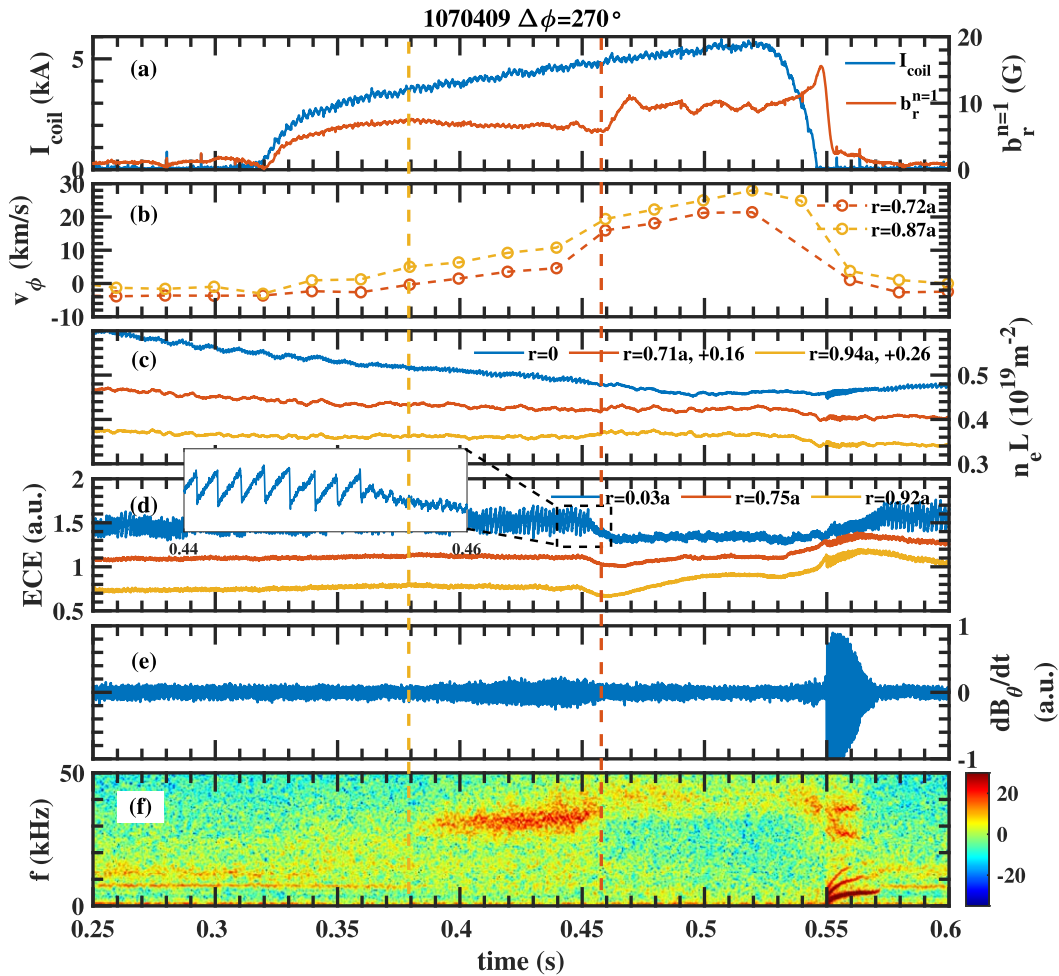 1070409 Δϕ=270°
(a)
I_coil (kA)
5
0
20
10
0
b_r^{n=1} (G)
I_coil
b_r^{n=1}
(b)
v_ϕ (km/s)
30
20
10
0
-10
r=0.72a
r=0.87a
(c)
r=0
r=0.71a, +0.16
r=0.94a, +0.26
0.5
0.4
0.3
n_e L (10^{19} m^{-2})
(d)
ECE (a.u.)
2
1.5
1
0.5
r=0.03a
r=0.75a
r=0.92a
0.44
0.46
(e)
1
0
-1
dB_θ/dt
(a.u.)
(f)
f (kHz)
50
0
20
0
-20
0.25
0.3
0.35
0.4
0.45
0.5
0.55
0.6
time (s)